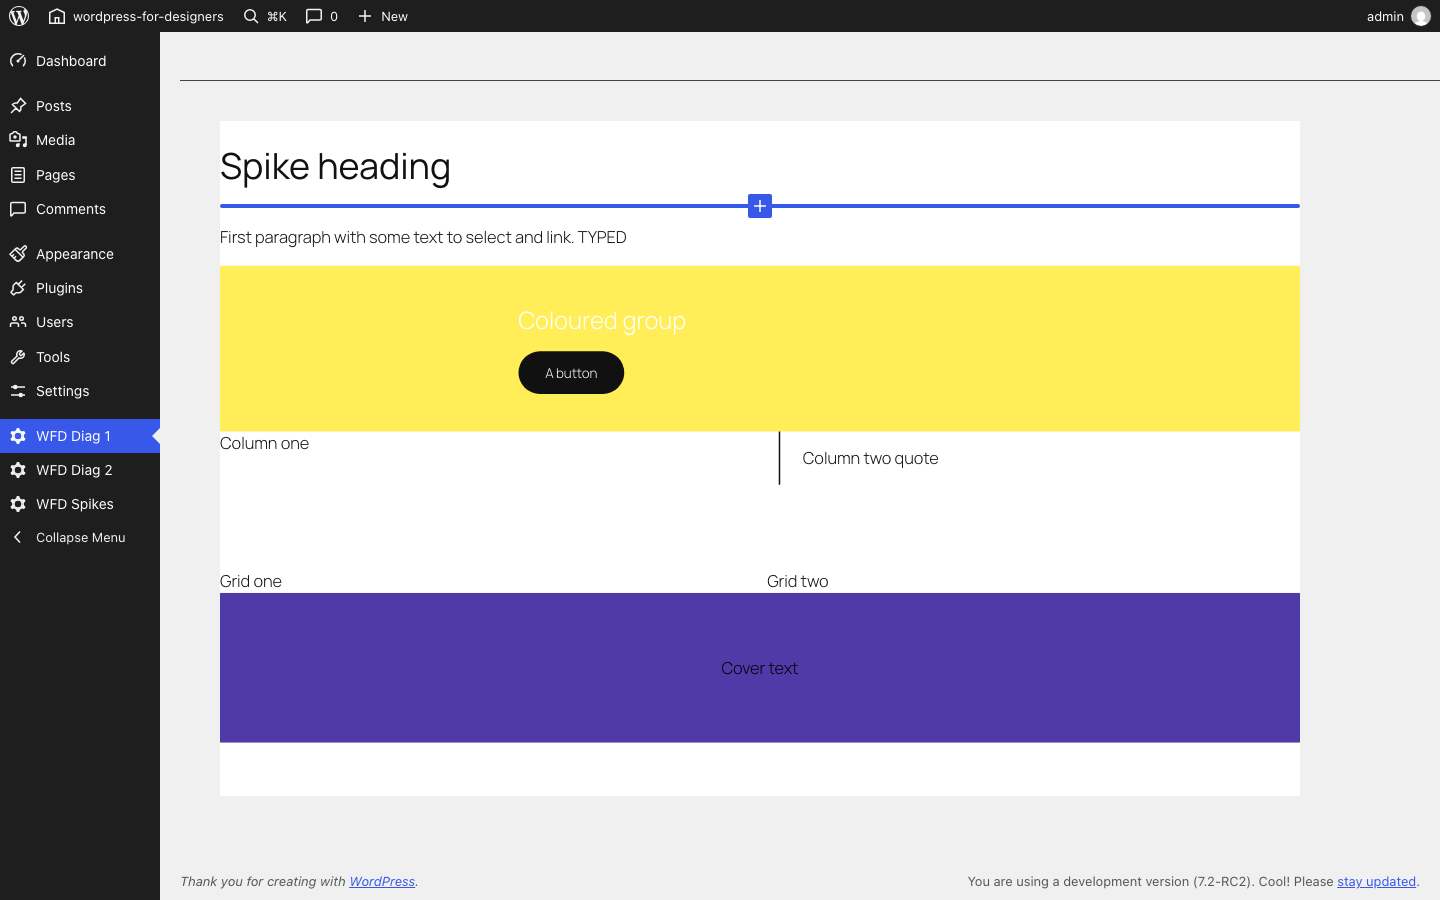 wordpress-for-designers ⌘K 0 New admin
Dashboard
Posts
Media
Pages
Comments
Appearance
Plugins
Users
Tools
Settings
WFD Diag 1
WFD Diag 2
WFD Spikes
Collapse Menu
Spike heading
First paragraph with some text to select and link. TYPED
Coloured group
A button
Column one
Column two quote
Grid one
Grid two
Cover text
Thank you for creating with WordPress.
You are using a development version (7.2-RC2). Cool! Please stay updated.